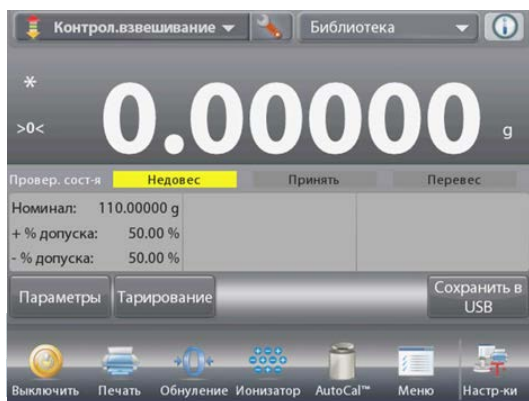 Контрол.взвешивание Библиотека
*
0.00000 g
>0<
Провер. сост-я Недовес Принять Перевес
Номинал: 110.00000 g
+ % допуска: 50.00 %
- % допуска: 50.00 %
Параметры Тарирование Сохранить в USB
Выключить Печать Обнуление Ионизатор AutoCal™ Меню Настр-ки